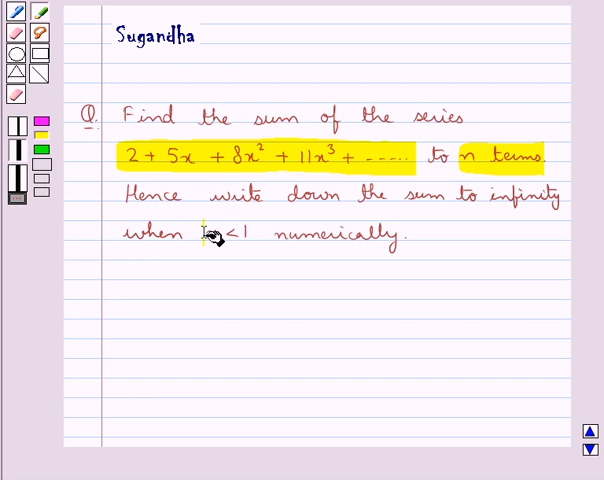 Sugandha
Q. Find the sum of the series
2 + 5x + 8x² + 11x³ + ...... to n terms.
Hence write down the sum to infinity
when <1 numerically.